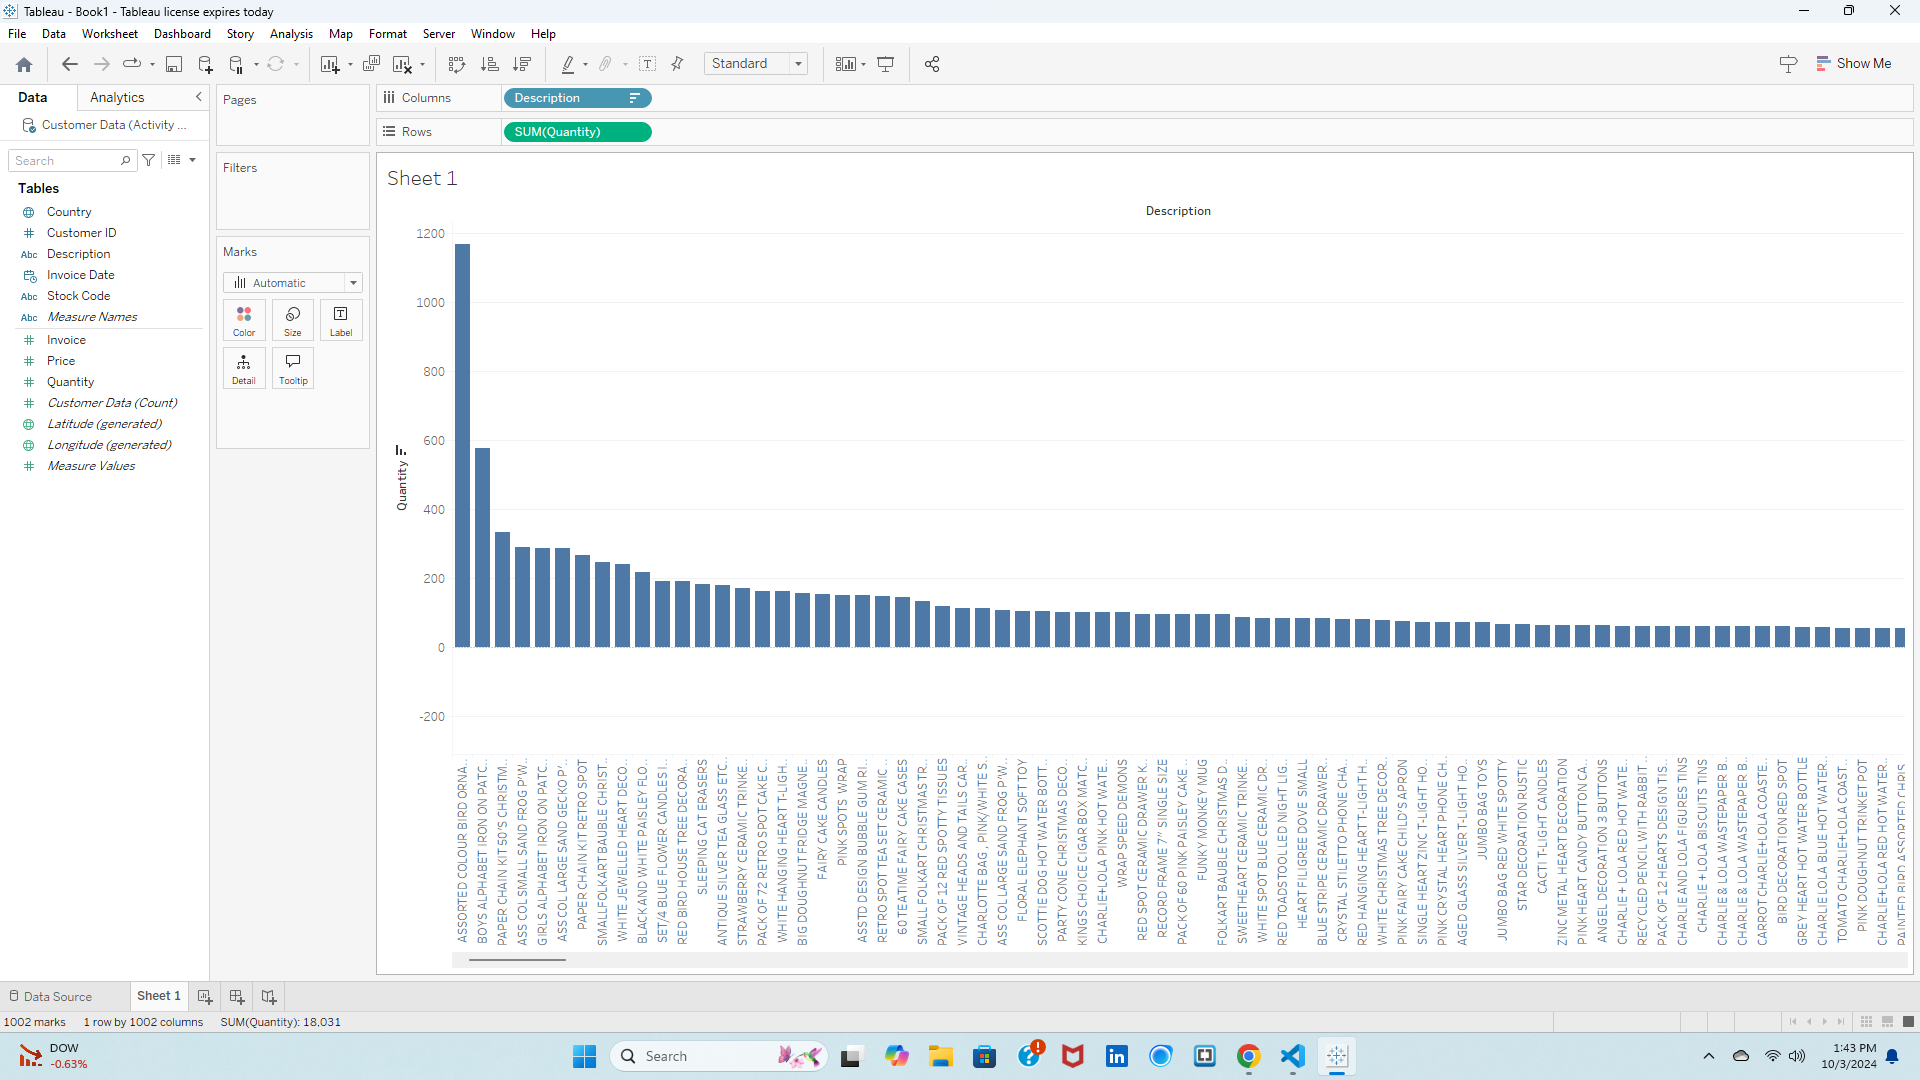 Tableau - Book1 - Tableau license expires today
File Data Worksheet Dashboard Story Analysis Map Format Server Window Help
Standard
Show Me
Data Analytics
Customer Data (Activity ...
Search
Tables
Country
Customer ID
Abc Description
Invoice Date
Abc Stock Code
Abc Measure Names
Invoice
Price
Quantity
Customer Data (Count)
Latitude (generated)
Longitude (generated)
Measure Values
Pages
Filters
Marks
Automatic
Color Size Label
Detail Tooltip
Columns Description
Rows SUM(Quantity)
Sheet 1
Description
1200
1000
800
600
400
200
0
-200
Quantity
ASSORTED COLOUR BIRD ORNA..
BOYS ALPHABET IRON ON PATC..
PAPER CHAIN KIT 50'S CHRISTM..
ASS COL SMALL SAND FROG P'W..
GIRLS ALPHABET IRON ON PATC..
ASS COL LARGE SAND GECKO P'..
PAPER CHAIN KIT RETRO SPOT
SMALLFOLKART BAUBLE CHRIST..
WHITE JEWELLED HEART DECO..
BLACK AND WHITE PAISLEY FLO..
SET/4 BLUE FLOWER CANDLES I..
RED BIRD HOUSE TREE DECORA..
SLEEPING CAT ERASERS
ANTIQUE SILVER TEA GLASS ETC..
STRAWBERRY CERAMIC TRINKE..
PACK OF 72 RETRO SPOT CAKE C..
WHITE HANGING HEART T-LIGH..
BIG DOUGHNUT FRIDGE MAGNE..
FAIRY CAKE CANDLES
PINK SPOTS WRAP
ASSTD DESIGN BUBBLE GUM RI..
RETRO SPOT TEA SET CERAMIC ..
60 TEATIME FAIRY CAKE CASES
SMALL FOLKART CHRISTMAS TR..
PACK OF 12 RED SPOTTY TISSUES
VINTAGE HEADS AND TAILS CAR..
CHARLOTTE BAG , PINK/WHITE S..
ASS COL LARGE SAND FROG P'W..
FLORAL ELEPHANT SOFT TOY
SCOTTIE DOG HOT WATER BOTT..
PARTY CONE CHRISTMAS DECO..
KINGS CHOICE CIGAR BOX MATC..
CHARLIE+LOLA PINK HOT WATE..
WRAP SPEED DEMONS
RED SPOT CERAMIC DRAWER K..
RECORD FRAME 7" SINGLE SIZE
PACK OF 60 PINK PAISLEY CAKE ..
FUNKY MONKEY MUG
FOLKART BAUBLE CHRISTMAS D..
SWEETHEART CERAMIC TRINKE..
WHITE SPOT BLUE CERAMIC DR..
RED TOADSTOOL LED NIGHT LIG..
HEART FILIGREE DOVE SMALL
BLUE STRIPE CERAMIC DRAWER..
CRYSTAL STILETTO PHONE CHA..
RED HANGING HEART T-LIGHT H..
WHITE CHRISTMAS TREE DECOR..
PINK FAIRY CAKE CHILD'S APRON
SINGLE HEART ZINC T-LIGHT HO..
PINK CRYSTAL HEART PHONE CH..
AGED GLASS SILVER T-LIGHT HO..
JUMBO BAG TOYS
JUMBO BAG RED WHITE SPOTTY
STAR DECORATION RUSTIC
CACTI T-LIGHT CANDLES
ZINC METAL HEART DECORATION
PINK HEART CANDY BUTTON CA..
ANGEL DECORATION 3 BUTTONS
CHARLIE + LOLA RED HOT WATE..
RECYCLED PENCIL WITH RABBIT ..
PACK OF 12 HEARTS DESIGN TIS..
CHARLIE AND LOLA FIGURES TINS
CHARLIE + LOLA BISCUITS TINS
CHARLIE & LOLA WASTEPAPER B..
CHARLIE & LOLA WASTEPAPER B..
CARROT CHARLIE+LOLA COASTE..
BIRD DECORATION RED SPOT
GREY HEART HOT WATER BOTTLE
CHARLIE LOLA BLUE HOT WATER..
TOMATO CHARLIE+LOLA COAST..
PINK DOUGHNUT TRINKET POT
CHARLIE+LOLA RED HOT WATER..
PAINTED BIRD ASSORTED CHRIS
Data Source Sheet 1
1002 marks 1 row by 1002 columns SUM(Quantity): 18,031
DOW
-0.63%
Search
1:43 PM
10/3/2024